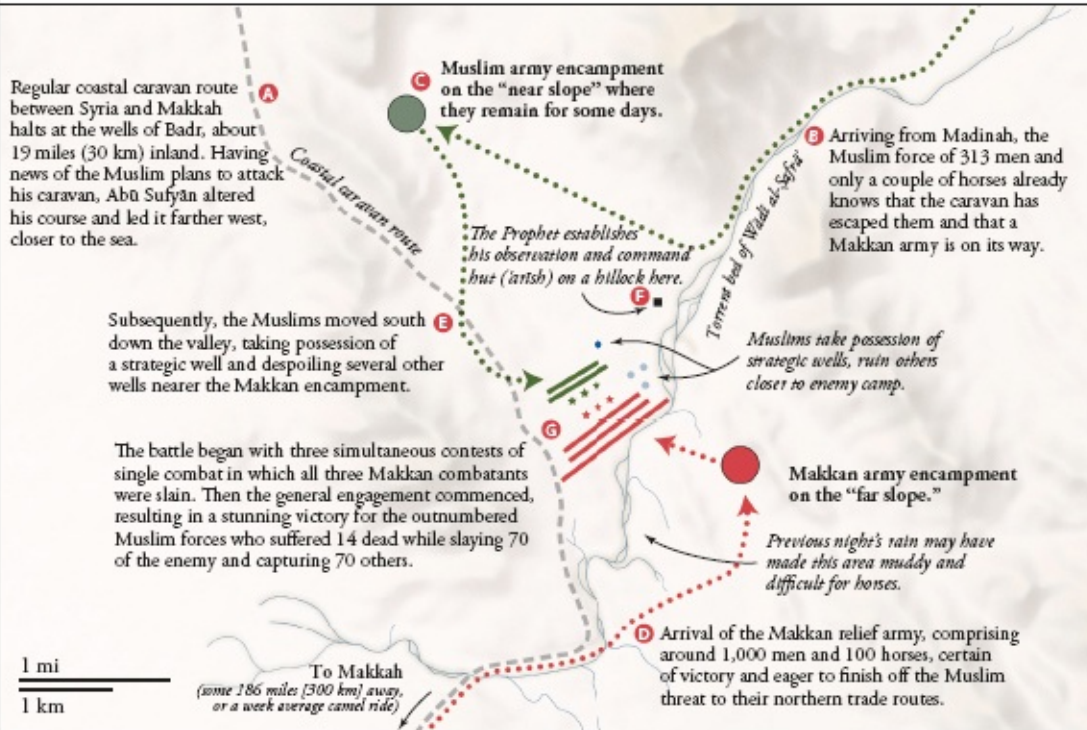 Regular coastal caravan route
between Syria and Makkah
halts at the wells of Badr, about
19 miles (30 km) inland. Having
news of the Muslim plans to attack
his caravan, Abū Sufyān altered
his course and led it farther west,
closer to the sea.
A
Coastal caravan route
C
Muslim army encampment
on the “near slope” where
they remain for some days.
B
Arriving from Madinah, the
Muslim force of 313 men and
only a couple of horses already
knows that the caravan has
escaped them and that a
Makkan army is on its way.
Torrent bed of Wādī al-Safrā’
The Prophet establishes
his observation and command
hut (‘arīsh) on a hillock here.
F
Subsequently, the Muslims moved south
down the valley, taking possession of
a strategic well and despoiling several other
wells nearer the Makkan encampment.
E
Muslims take possession of
strategic wells, ruin others
closer to enemy camp.
G
The battle began with three simultaneous contests of
single combat in which all three Makkan combatants
were slain. Then the general engagement commenced,
resulting in a stunning victory for the outnumbered
Muslim forces who suffered 14 dead while slaying 70
of the enemy and capturing 70 others.
Makkan army encampment
on the “far slope.”
Previous night’s rain may have
made this area muddy and
difficult for horses.
D
Arrival of the Makkan relief army, comprising
around 1,000 men and 100 horses, certain
of victory and eager to finish off the Muslim
threat to their northern trade routes.
To Makkah
(some 186 miles [300 km] away,
or a week average camel ride)
1 mi
1 km